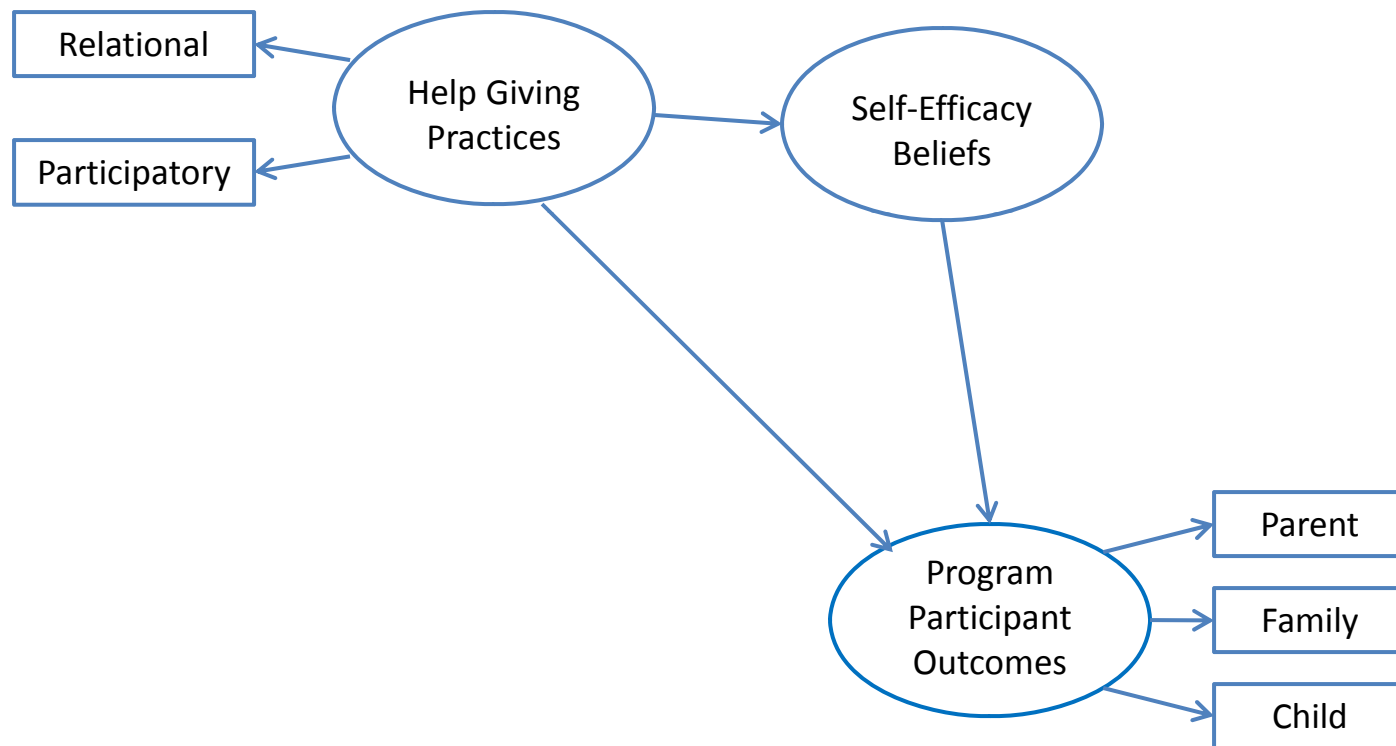 Relational
Participatory
Help Giving
Practices
Self-Efficacy
Beliefs
Program
Participant
Outcomes
Parent
Family
Child